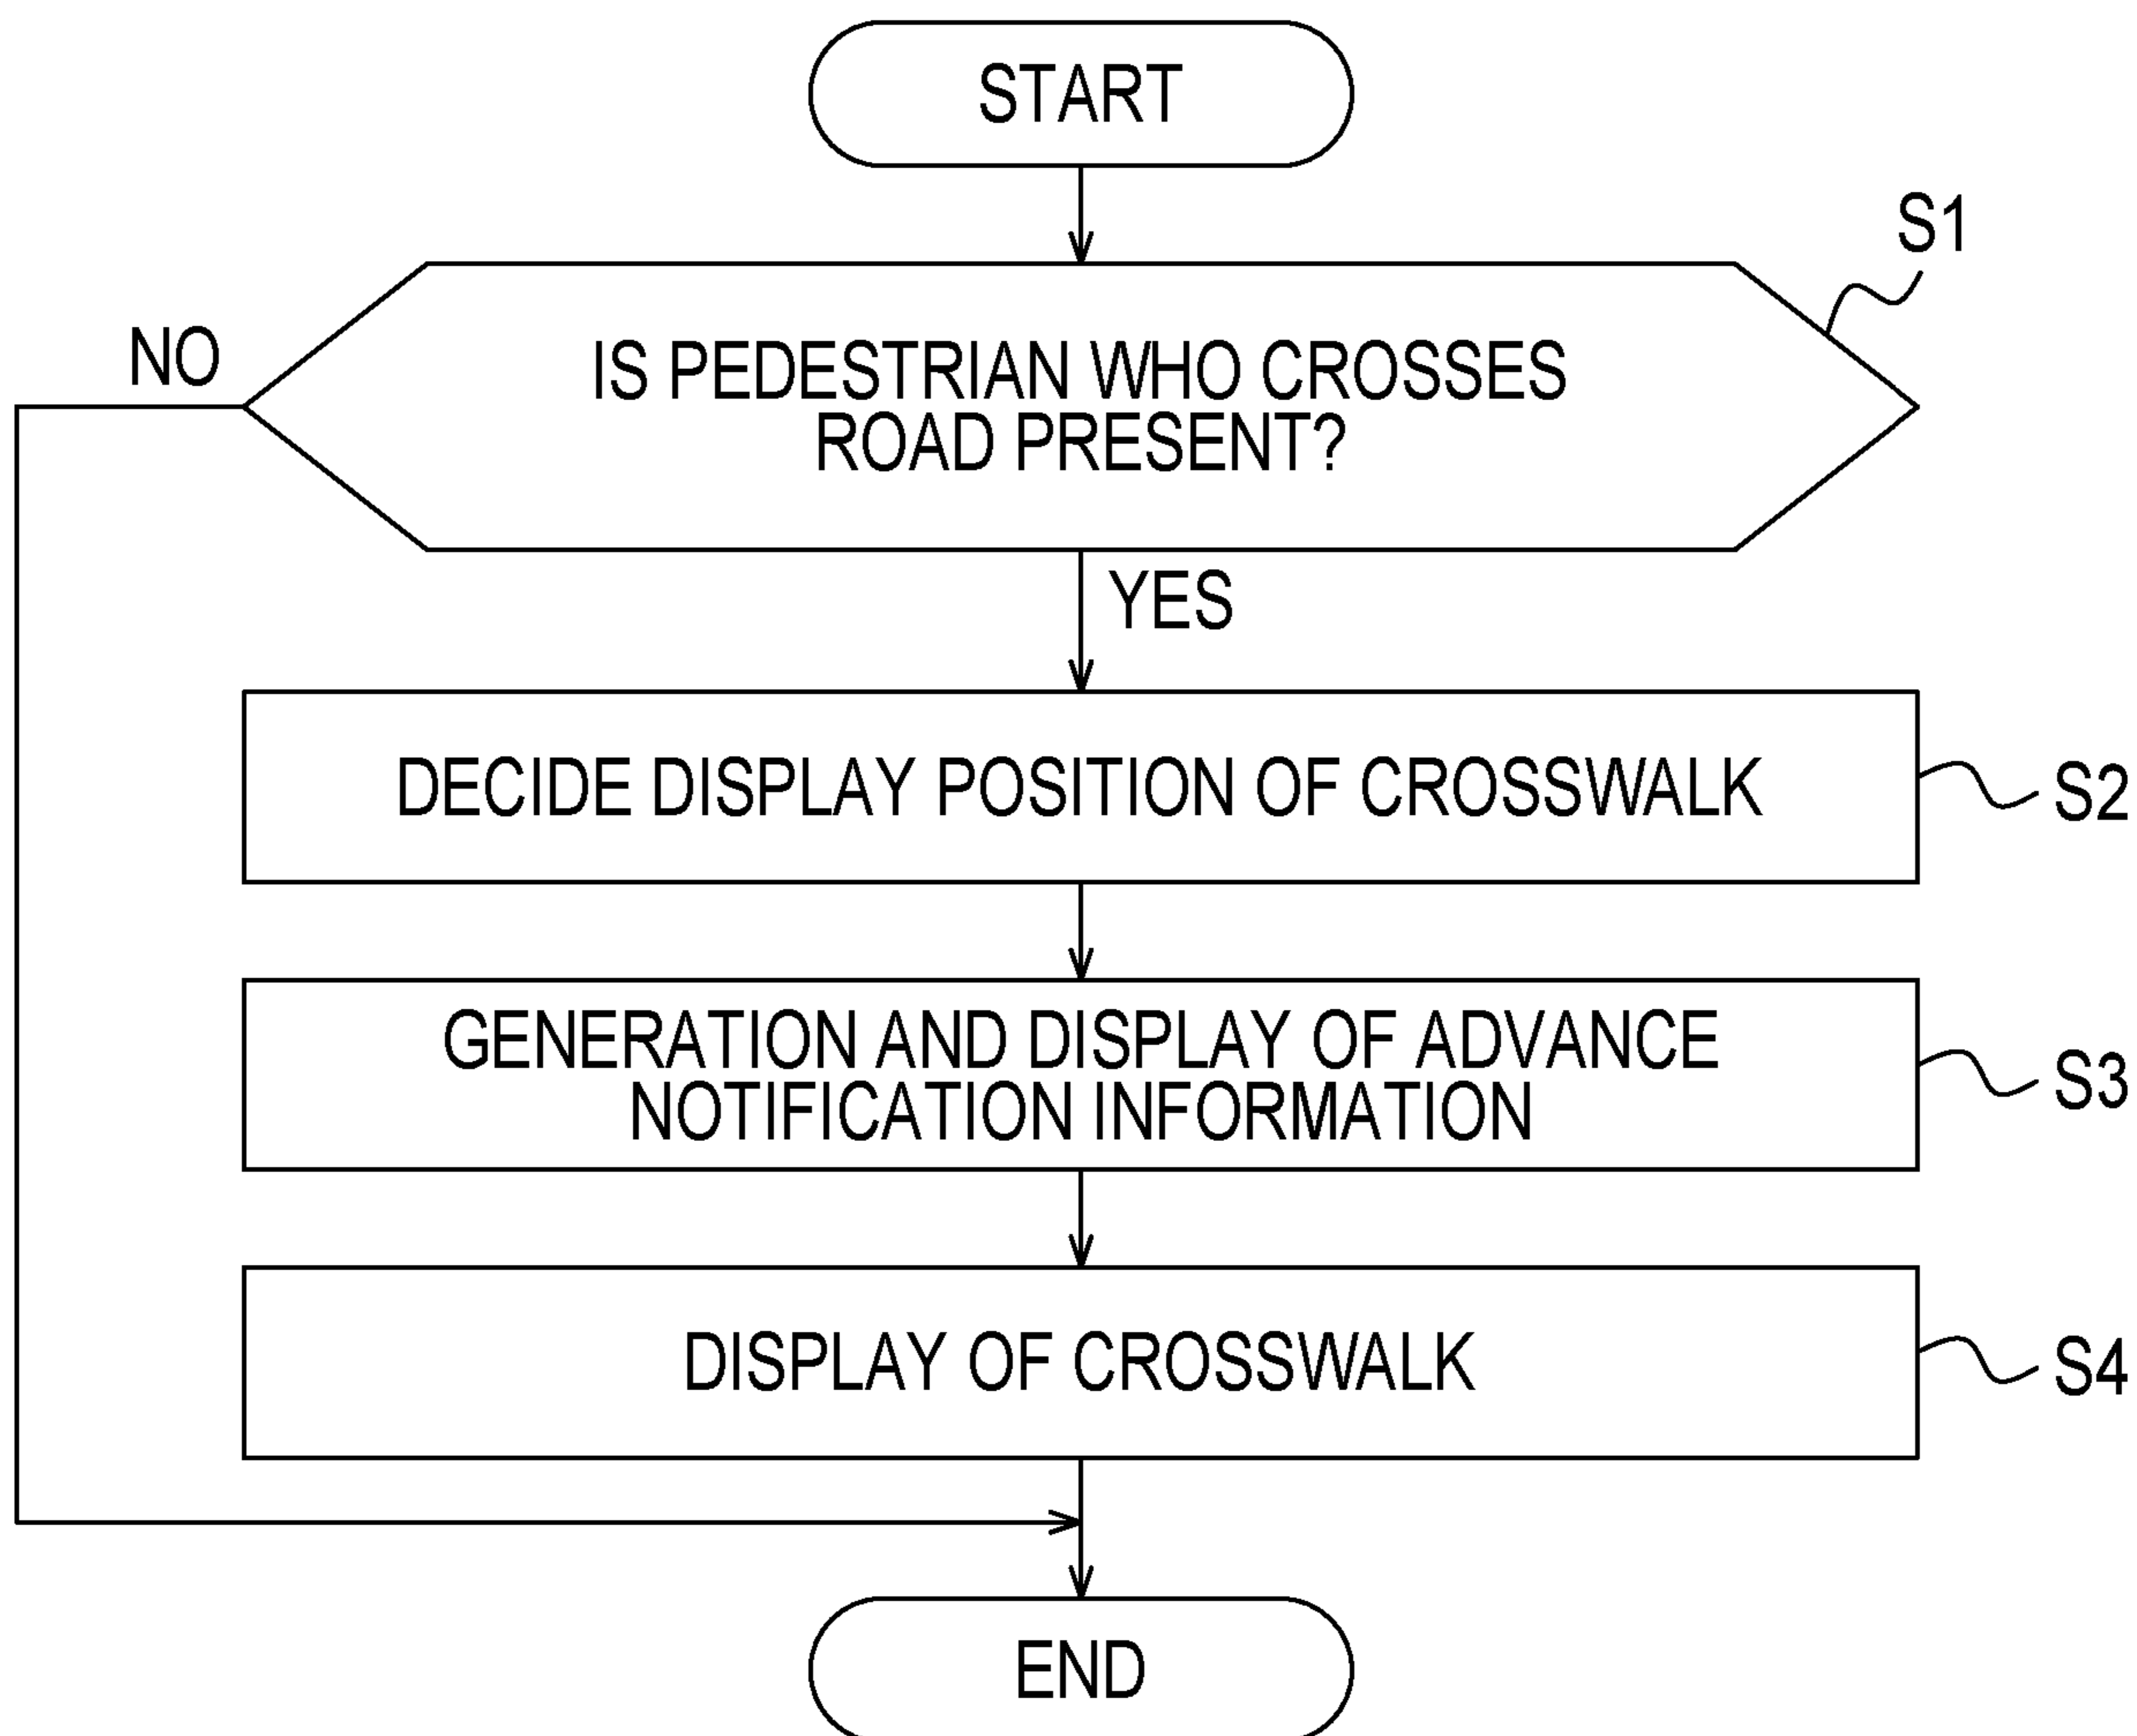 START
S1
NO
IS PEDESTRIAN WHO CROSSES
ROAD PRESENT?
YES
DECIDE DISPLAY POSITION OF CROSSWALK
S2
GENERATION AND DISPLAY OF ADVANCE
NOTIFICATION INFORMATION
S3
DISPLAY OF CROSSWALK
S4
END